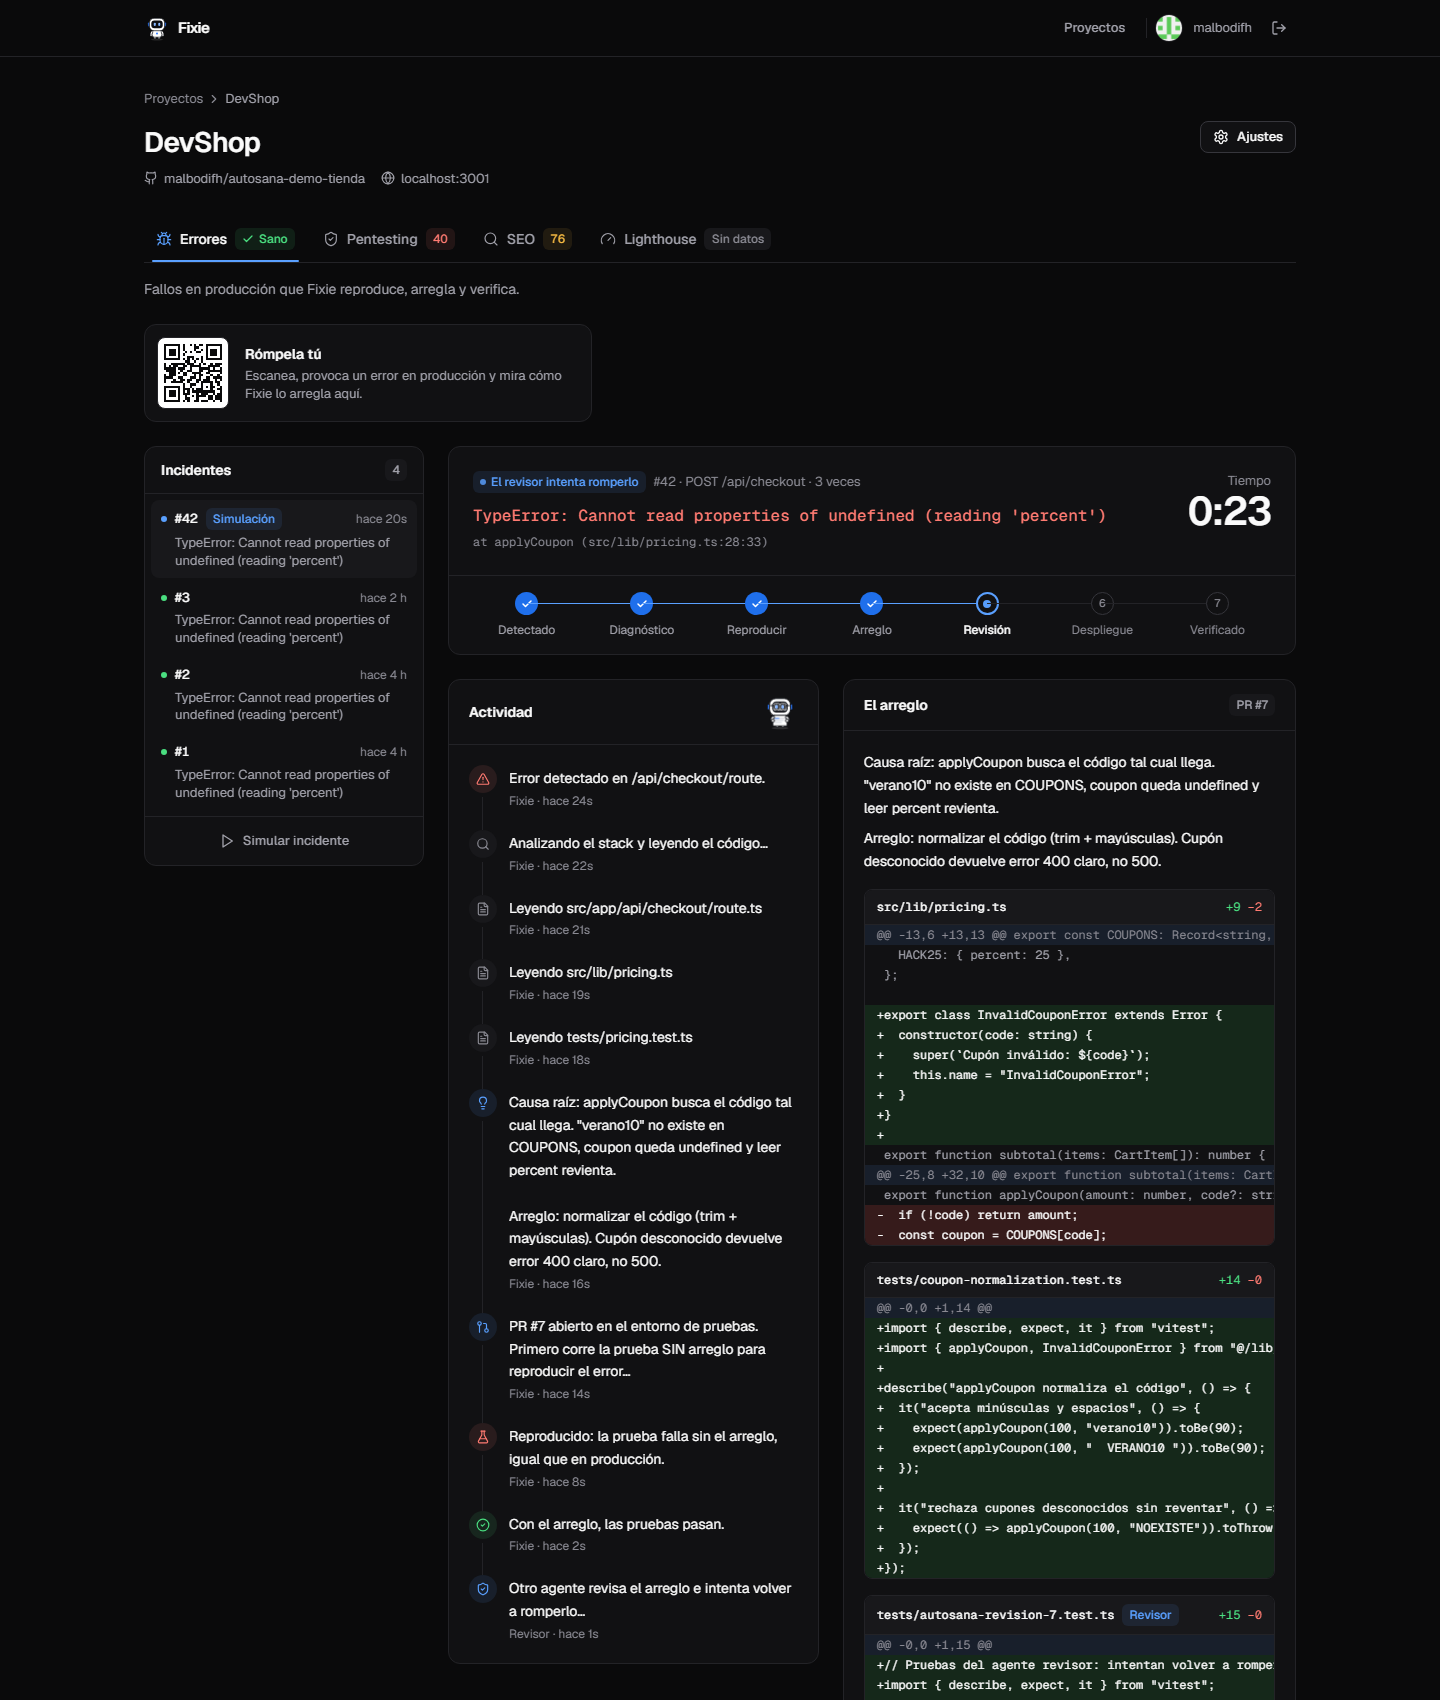 Fixie
Proyectos
malbodifh
Proyectos
DevShop
DevShop
Ajustes
malbodifh/autosana-demo-tienda
localhost:3001
Errores
Sano
Pentesting
40
SEO
76
Lighthouse
Sin datos
Fallos en producción que Fixie reproduce, arregla y verifica.
Rómpela tú
Escanea, provoca un error en producción y mira cómo
Fixie lo arregla aquí.
Incidentes
4
#42
Simulación
hace 20s
TypeError: Cannot read properties of
undefined (reading 'percent')
#3
hace 2 h
TypeError: Cannot read properties of
undefined (reading 'percent')
#2
hace 4 h
TypeError: Cannot read properties of
undefined (reading 'percent')
#1
hace 4 h
TypeError: Cannot read properties of
undefined (reading 'percent')
Simular incidente
El revisor intenta romperlo
#42 · POST /api/checkout · 3 veces
TypeError: Cannot read properties of undefined (reading 'percent')
at applyCoupon (src/lib/pricing.ts:28:33)
Tiempo
0:23
Detectado
Diagnóstico
Reproducir
Arreglo
Revisión
6
Despliegue
7
Verificado
Actividad
Error detectado en /api/checkout/route.
Fixie · hace 24s
Analizando el stack y leyendo el código...
Fixie · hace 22s
Leyendo src/app/api/checkout/route.ts
Fixie · hace 21s
Leyendo src/lib/pricing.ts
Fixie · hace 19s
Leyendo tests/pricing.test.ts
Fixie · hace 18s
Causa raíz: applyCoupon busca el código tal
cual llega. "verano10" no existe en
COUPONS, coupon queda undefined y leer
percent revienta.
Arreglo: normalizar el código (trim +
mayúsculas). Cupón desconocido devuelve
error 400 claro, no 500.
Fixie · hace 16s
PR #7 abierto en el entorno de pruebas.
Primero corre la prueba SIN arreglo para
reproducir el error...
Fixie · hace 14s
Reproducido: la prueba falla sin el arreglo,
igual que en producción.
Fixie · hace 8s
Con el arreglo, las pruebas pasan.
Fixie · hace 2s
Otro agente revisa el arreglo e intenta volver
a romperlo...
Revisor · hace 1s
El arreglo
PR #7
Causa raíz: applyCoupon busca el código tal cual llega.
"verano10" no existe en COUPONS, coupon queda undefined y
leer percent revienta.
Arreglo: normalizar el código (trim + mayúsculas). Cupón
desconocido devuelve error 400 claro, no 500.
src/lib/pricing.ts
+9 −2
@@ -13,6 +13,13 @@ export const COUPONS: Record<string,
HACK25: { percent: 25 },
};
+export class InvalidCouponError extends Error {
+  constructor(code: string) {
+    super(`Cupón inválido: ${code}`);
+    this.name = "InvalidCouponError";
+  }
+}
+
export function subtotal(items: CartItem[]): number {
@@ -25,8 +32,10 @@ export function subtotal(items: Cart
export function applyCoupon(amount: number, code?: str
-  if (!code) return amount;
-  const coupon = COUPONS[code];
tests/coupon-normalization.test.ts
+14 −0
@@ -0,0 +1,14 @@
+import { describe, expect, it } from "vitest";
+import { applyCoupon, InvalidCouponError } from "@/lib
+
+describe("applyCoupon normaliza el código", () => {
+  it("acepta minúsculas y espacios", () => {
+    expect(applyCoupon(100, "verano10")).toBe(90);
+    expect(applyCoupon(100, "  VERANO10 ")).toBe(90);
+  });
+
+  it("rechaza cupones desconocidos sin reventar", () =
+    expect(() => applyCoupon(100, "NOEXISTE")).toThrow
+  });
+});
tests/autosana-revision-7.test.ts
Revisor
+15 −0
@@ -0,0 +1,15 @@
+// Pruebas del agente revisor: intentan volver a rompe
+import { describe, expect, it } from "vitest";